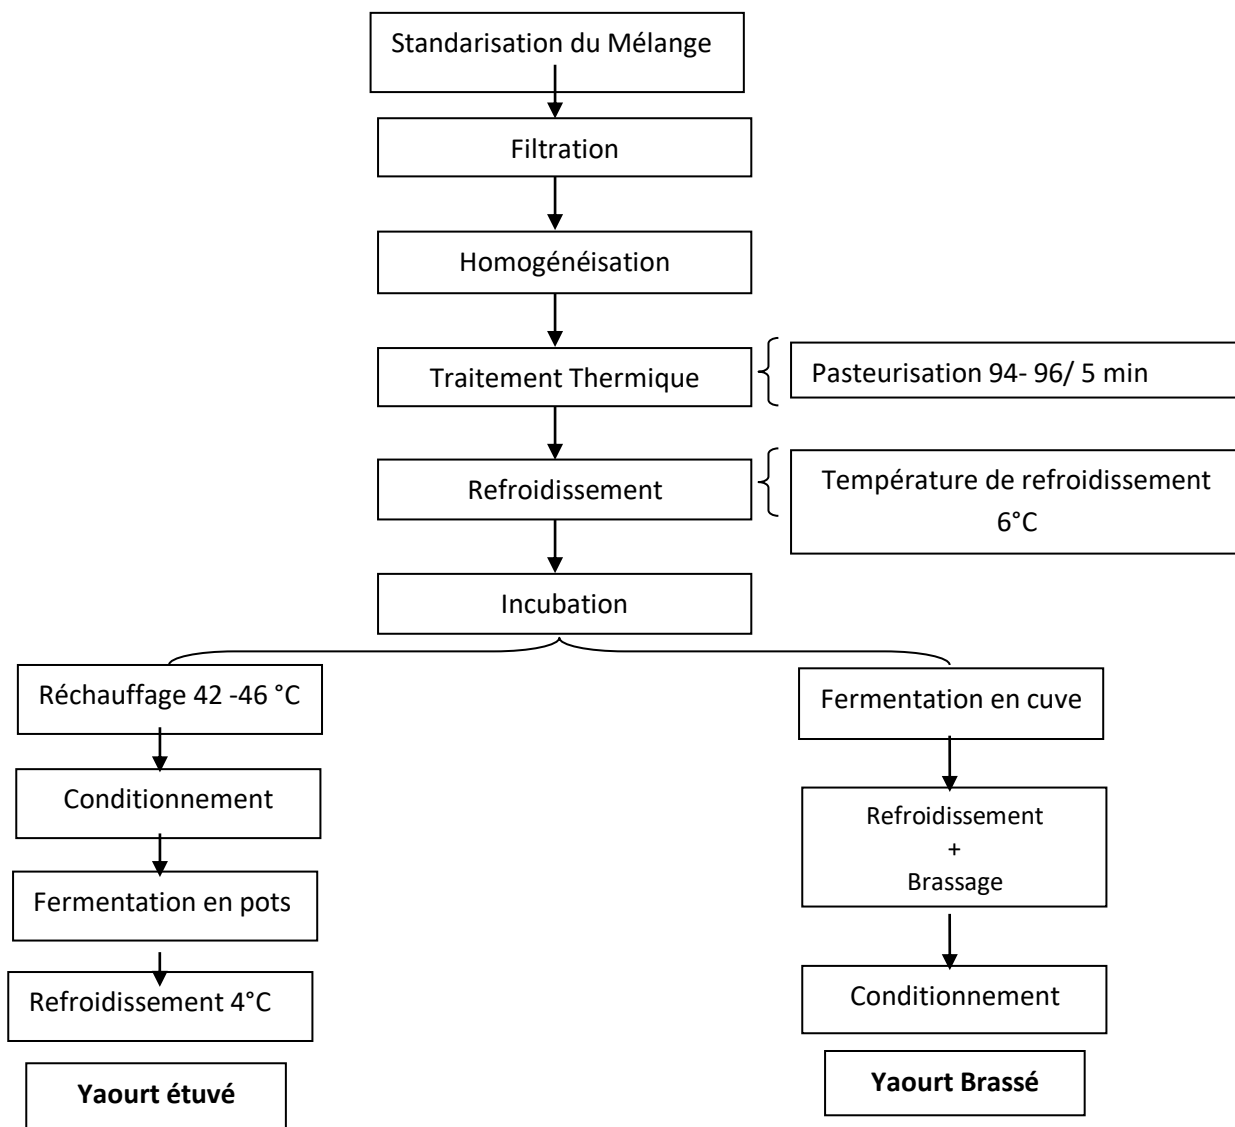 Standarisation du Mélange
Filtration
Homogénéisation
Traitement Thermique
Pasteurisation 94- 96/ 5 min
Refroidissement
Température de refroidissement
6°C
Incubation
Réchauffage 42 -46 °C
Conditionnement
Fermentation en pots
Refroidissement 4°C
Yaourt étuvé
Fermentation en cuve
Refroidissement
+
Brassage
Conditionnement
Yaourt Brassé